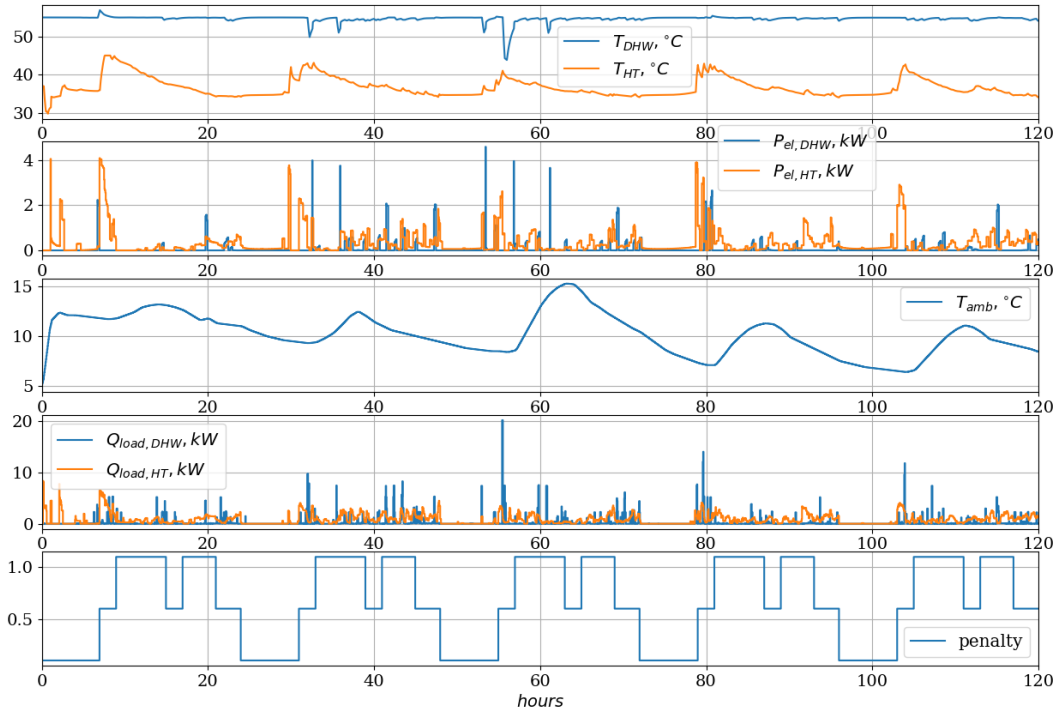 50
40
30
T_DHW, °C
T_HT, °C
0 20 40 60 80 100 120
4
2
0
P_el,DHW, kW
P_el,HT, kW
0 20 40 60 80 100 120
15
10
5
T_amb, °C
0 20 40 60 80 100 120
20
10
0
Q_load,DHW, kW
Q_load,HT, kW
0 20 40 60 80 100 120
1.0
0.5
penalty
0 20 40 60 80 100 120
hours